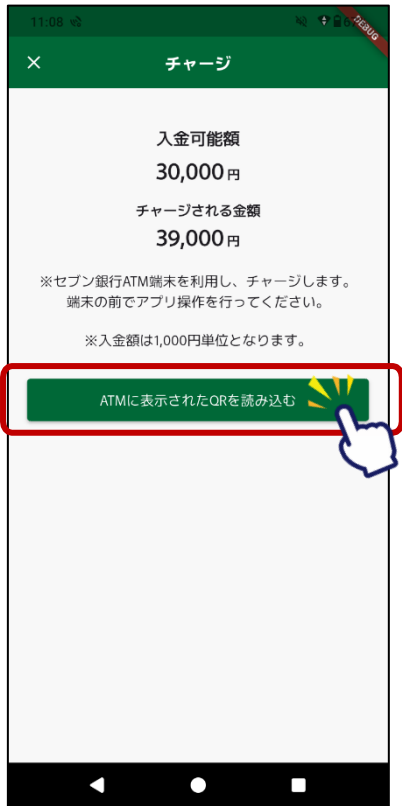 11:08
DEBUG
チャージ
入金可能額
30,000円
チャージされる金額
39,000円
※セブン銀行ATM端末を利用し、チャージします。
端末の前でアプリ操作を行ってください。
※入金額は1,000円単位となります。
ATMに表示されたQRを読み込む